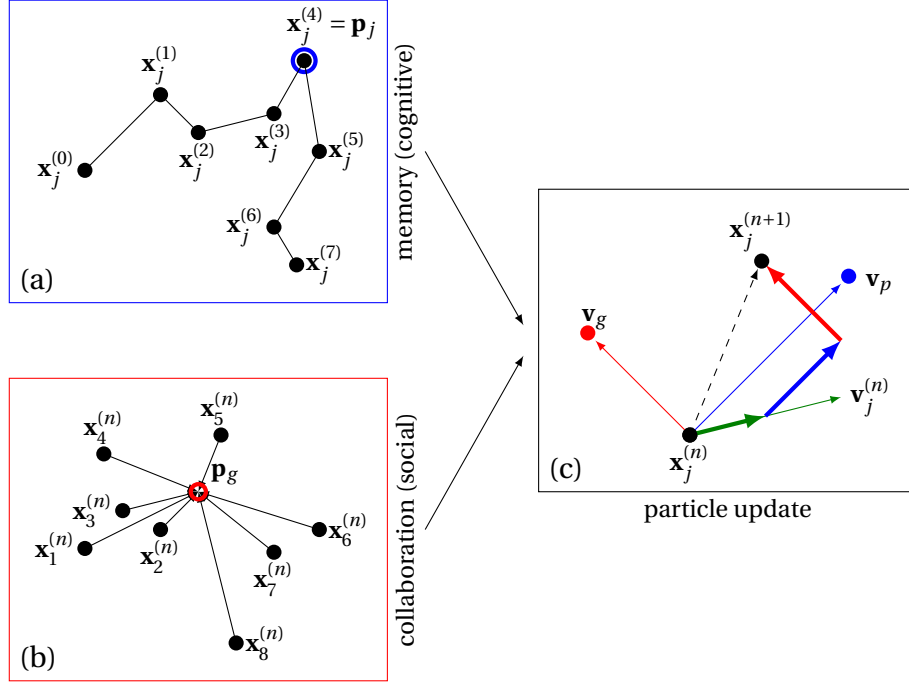 x_j^(4) = p_j
x_j^(1)
x_j^(0)
x_j^(2)
x_j^(3)
x_j^(5)
x_j^(6)
x_j^(7)
(a)
memory (cognitive)
x_5^(n)
x_4^(n)
p_g
x_3^(n)
x_1^(n)
x_2^(n)
x_6^(n)
x_7^(n)
x_8^(n)
(b)
collaboration (social)
x_j^(n+1)
v_p
v_g
v_j^(n)
x_j^(n)
(c)
particle update